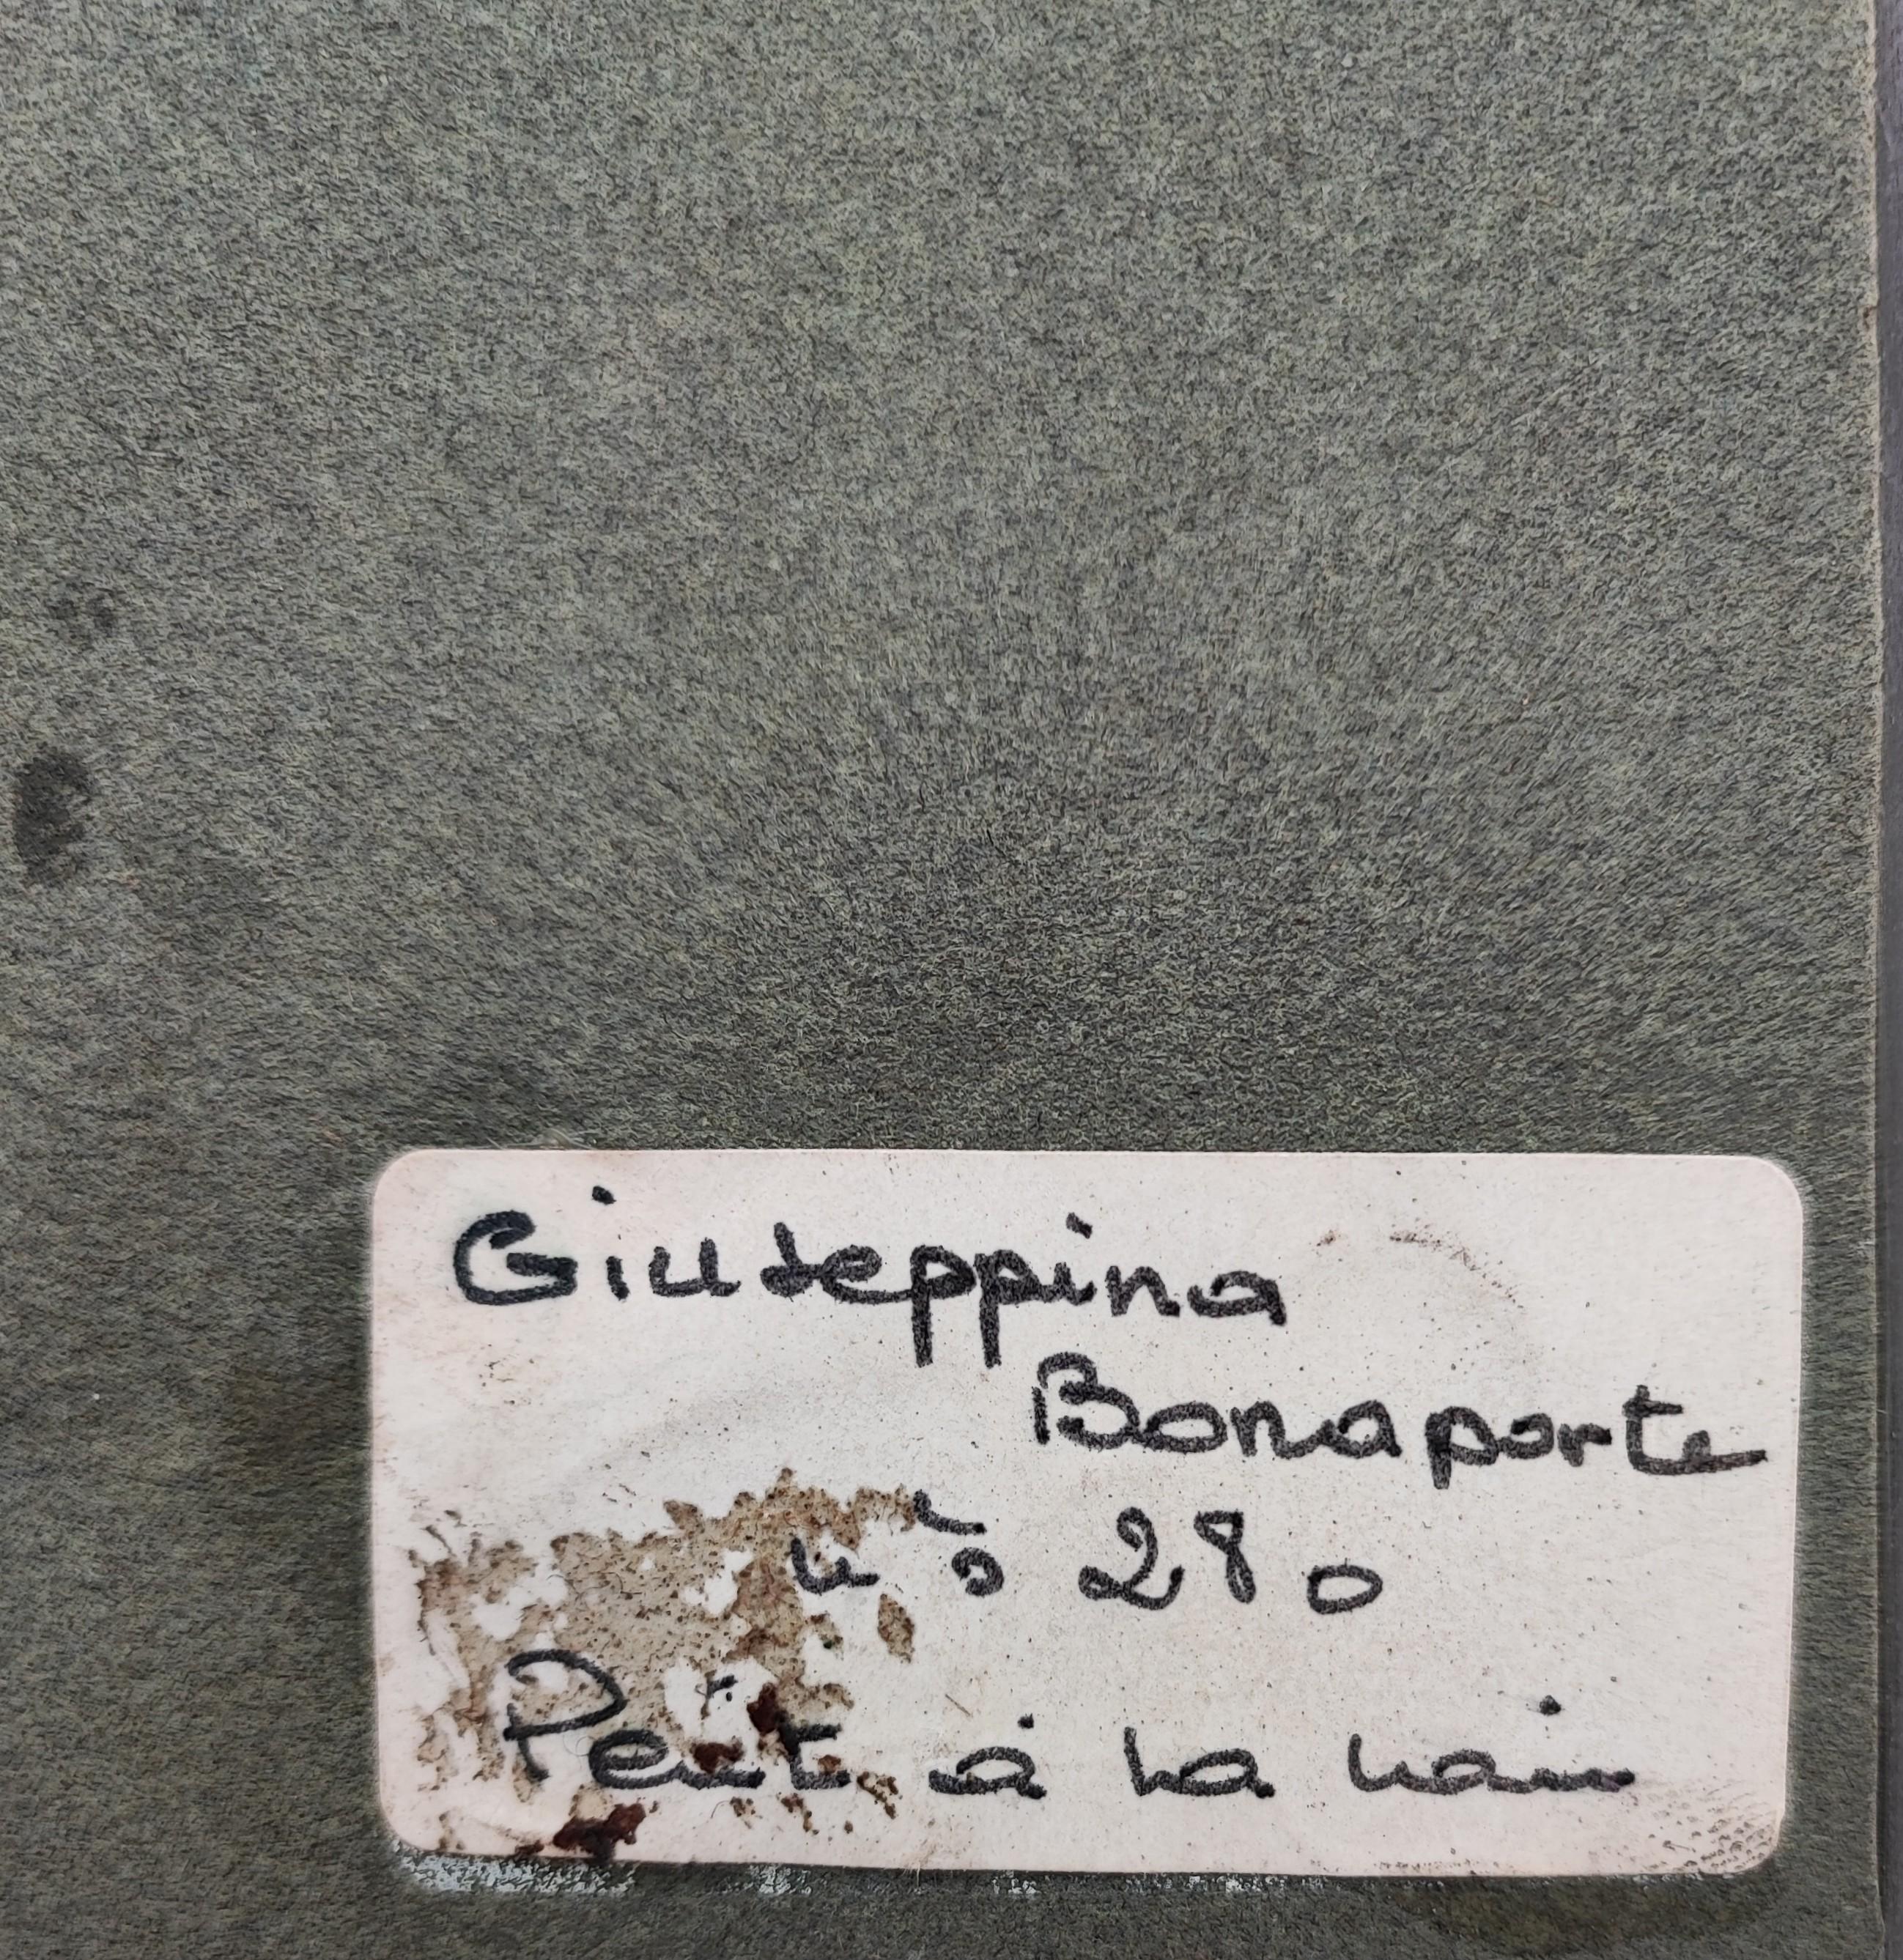 Giuseppina
Bonaparte
n° 280
Peint à la main